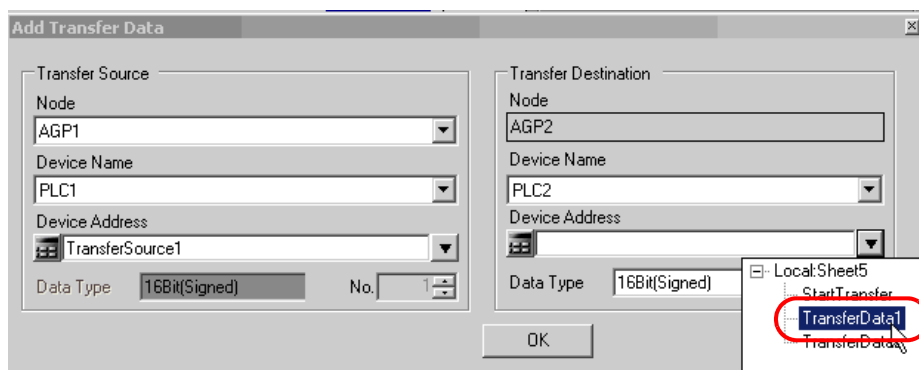 Add Transfer Data
Transfer Source
Node
AGP1
Device Name
PLC1
Device Address
TransferSource1
Data Type 16Bit(Signed) No. 1
Transfer Destination
Node
AGP2
Device Name
PLC2
Device Address
Data Type 16Bit(Signed)
Local:Sheet5
StartTransfer
TransferData1
OK